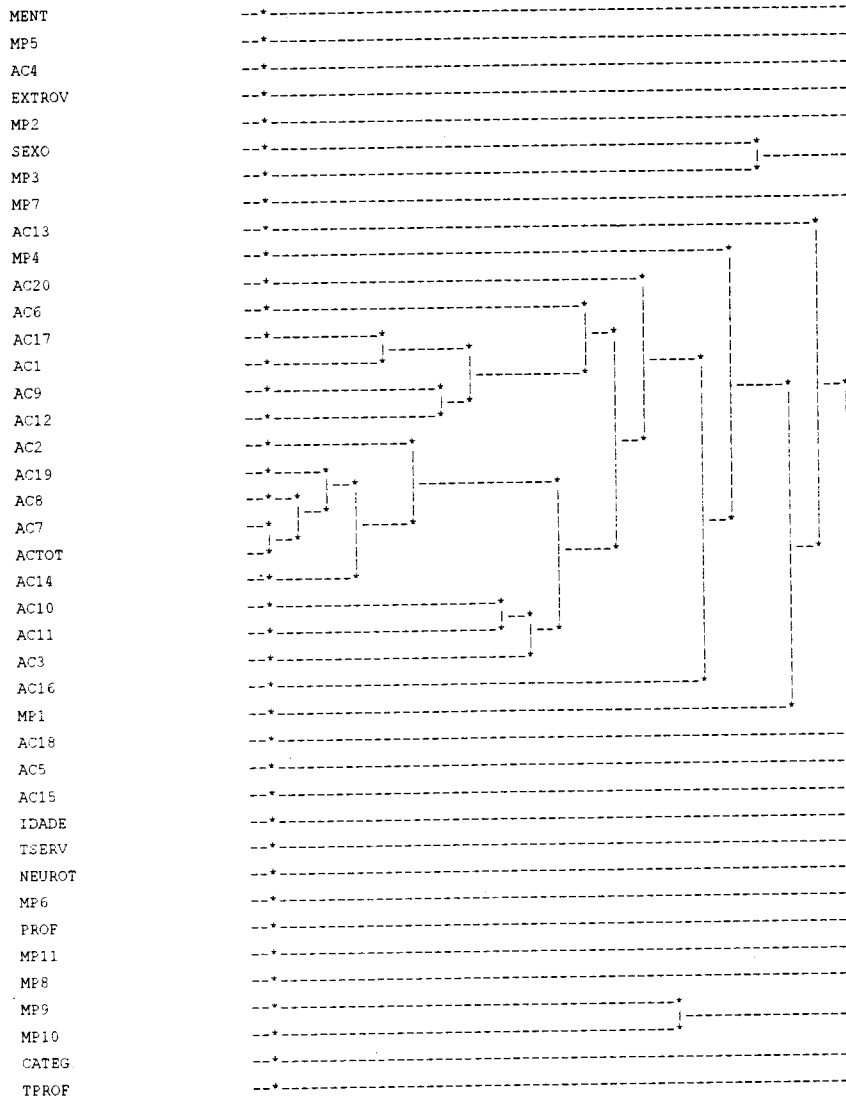 MENT
MP5
AC4
EXTROV
MP2
SEXO
MP3
MP7
AC13
MP4
AC20
AC6
AC17
AC1
AC9
AC12
AC2
AC19
AC8
AC7
ACTOT
AC14
AC10
AC11
AC3
AC16
MP1
AC18
AC5
AC15
IDADE
TSERV
NEUROT
MP6
PROF
MP11
MP8
MP9
MP10
CATEG
TPROF